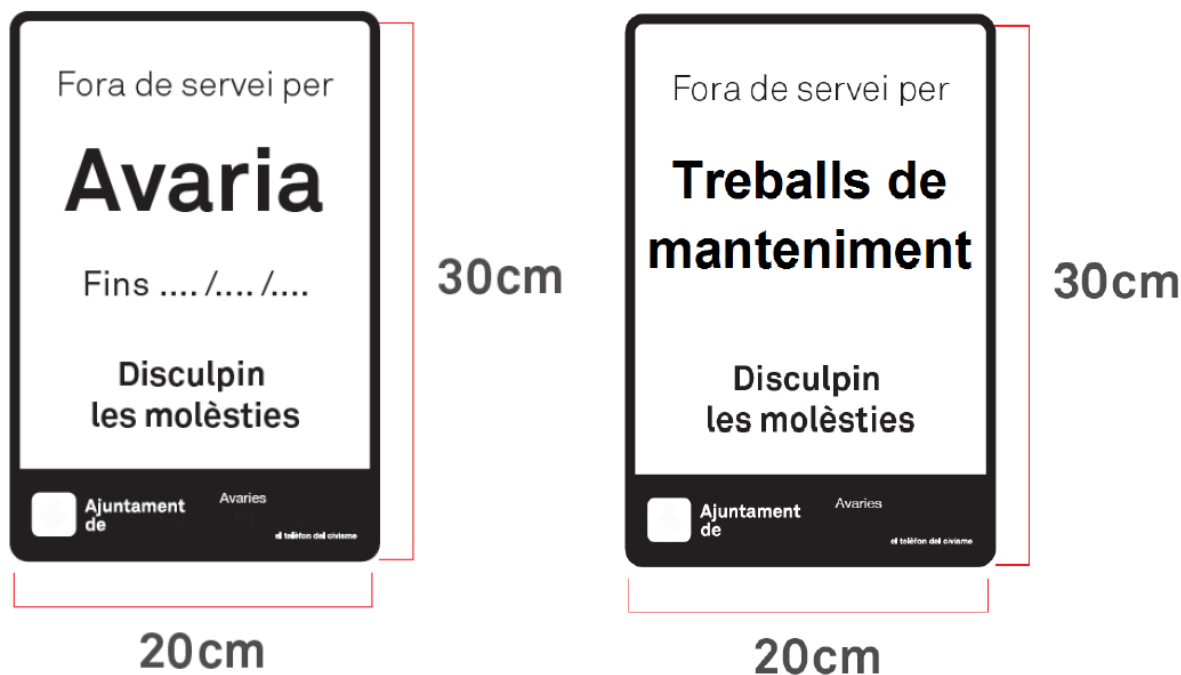 Fora de servei per
Avaria
Fins .... /.... /....
Disculpin
les molèsties
Ajuntament
de
Avaries
el telèfon del civisme
30cm
20cm
Fora de servei per
Treballs de
manteniment
Disculpin
les molèsties
Ajuntament
de
Avaries
el telèfon del civisme
30cm
20cm